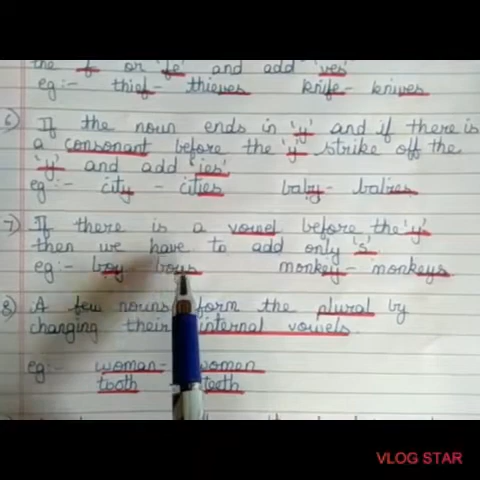 the 'f' or 'fe' and add 'ves'
eg:- thief - thieves knife - knives
6) If the noun ends in 'y' and if there is
a consonant before the 'y' strike off the
'y' and add 'ies'
eg:- city - cities baby - babies
7) If there is a vowel before the 'y'
then we have to add only 's'.
eg:- boy - boys monkey - monkeys
8) A few nouns form the plural by
changing their internal vowels.
eg:- woman - women
tooth teeth
VLOG STAR